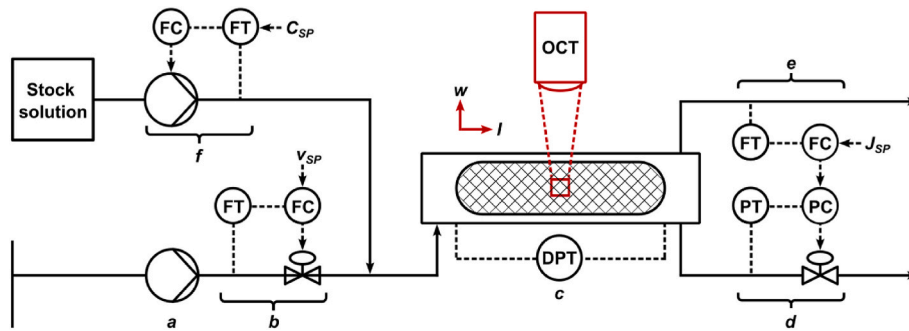 FC
FT
C_SP
OCT
Stock
solution
e
w
l
f
FT
FC
J_SP
v_SP
FT
FC
PT
PC
DPT
a
b
c
d